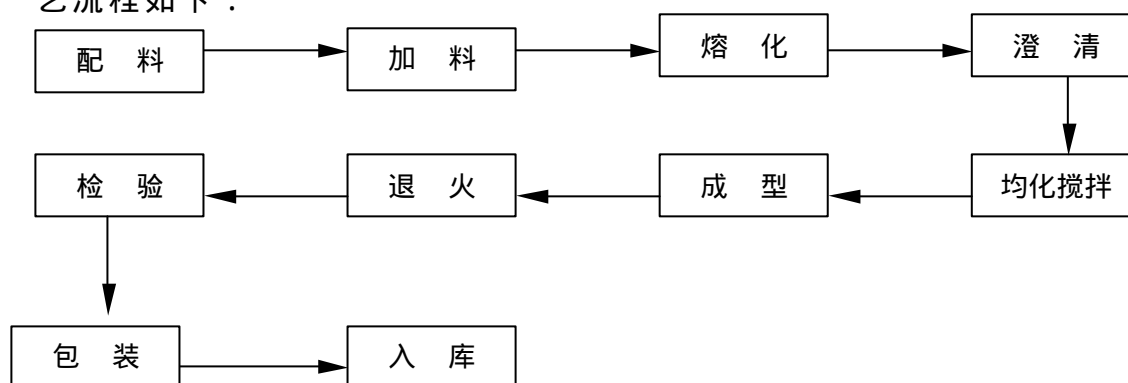 艺流程如下：
配 料 加 料 熔 化 澄 清
检 验 退 火 成 型 均化搅拌
包 装 入 库